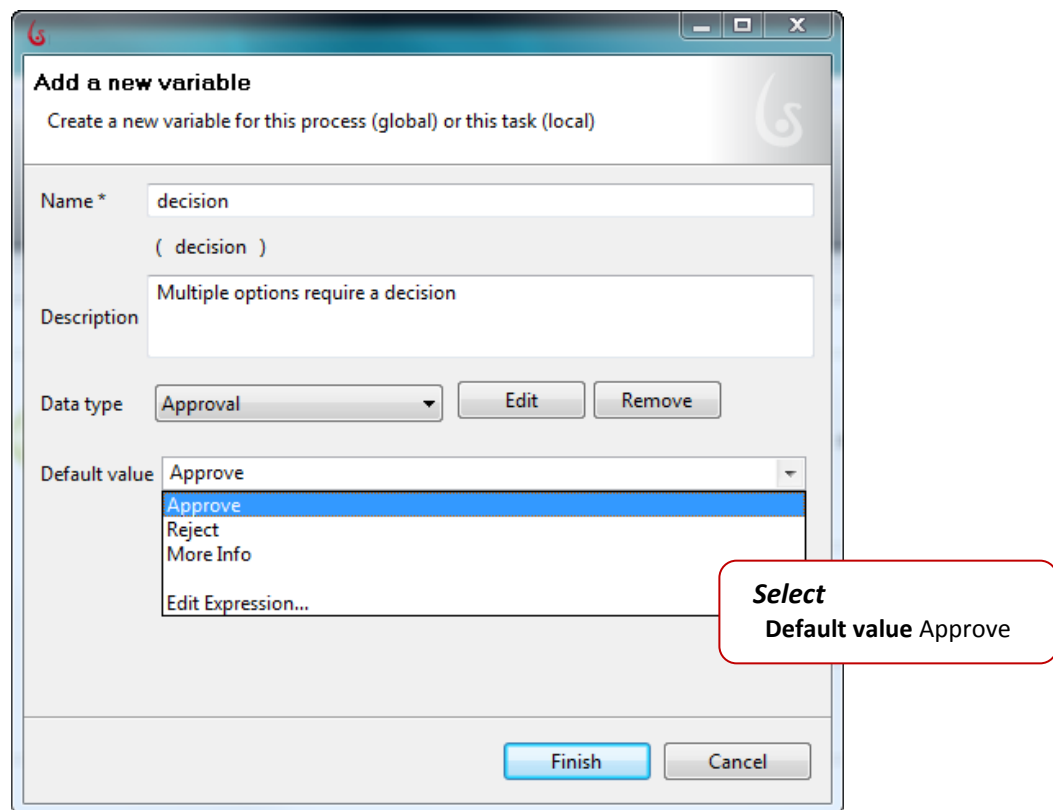 Add a new variable
Create a new variable for this process (global) or this task (local)
Name *
decision
( decision )
Description
Multiple options require a decision
Data type
Approval
Edit
Remove
Default value
Approve
Approve
Reject
More Info
Edit Expression...
Select
Default value Approve
Finish
Cancel